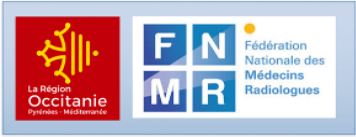 La Région
Occitanie
Pyrénées - Méditerranée
F N
M R
Fédération
Nationale des
Médecins
Radiologues